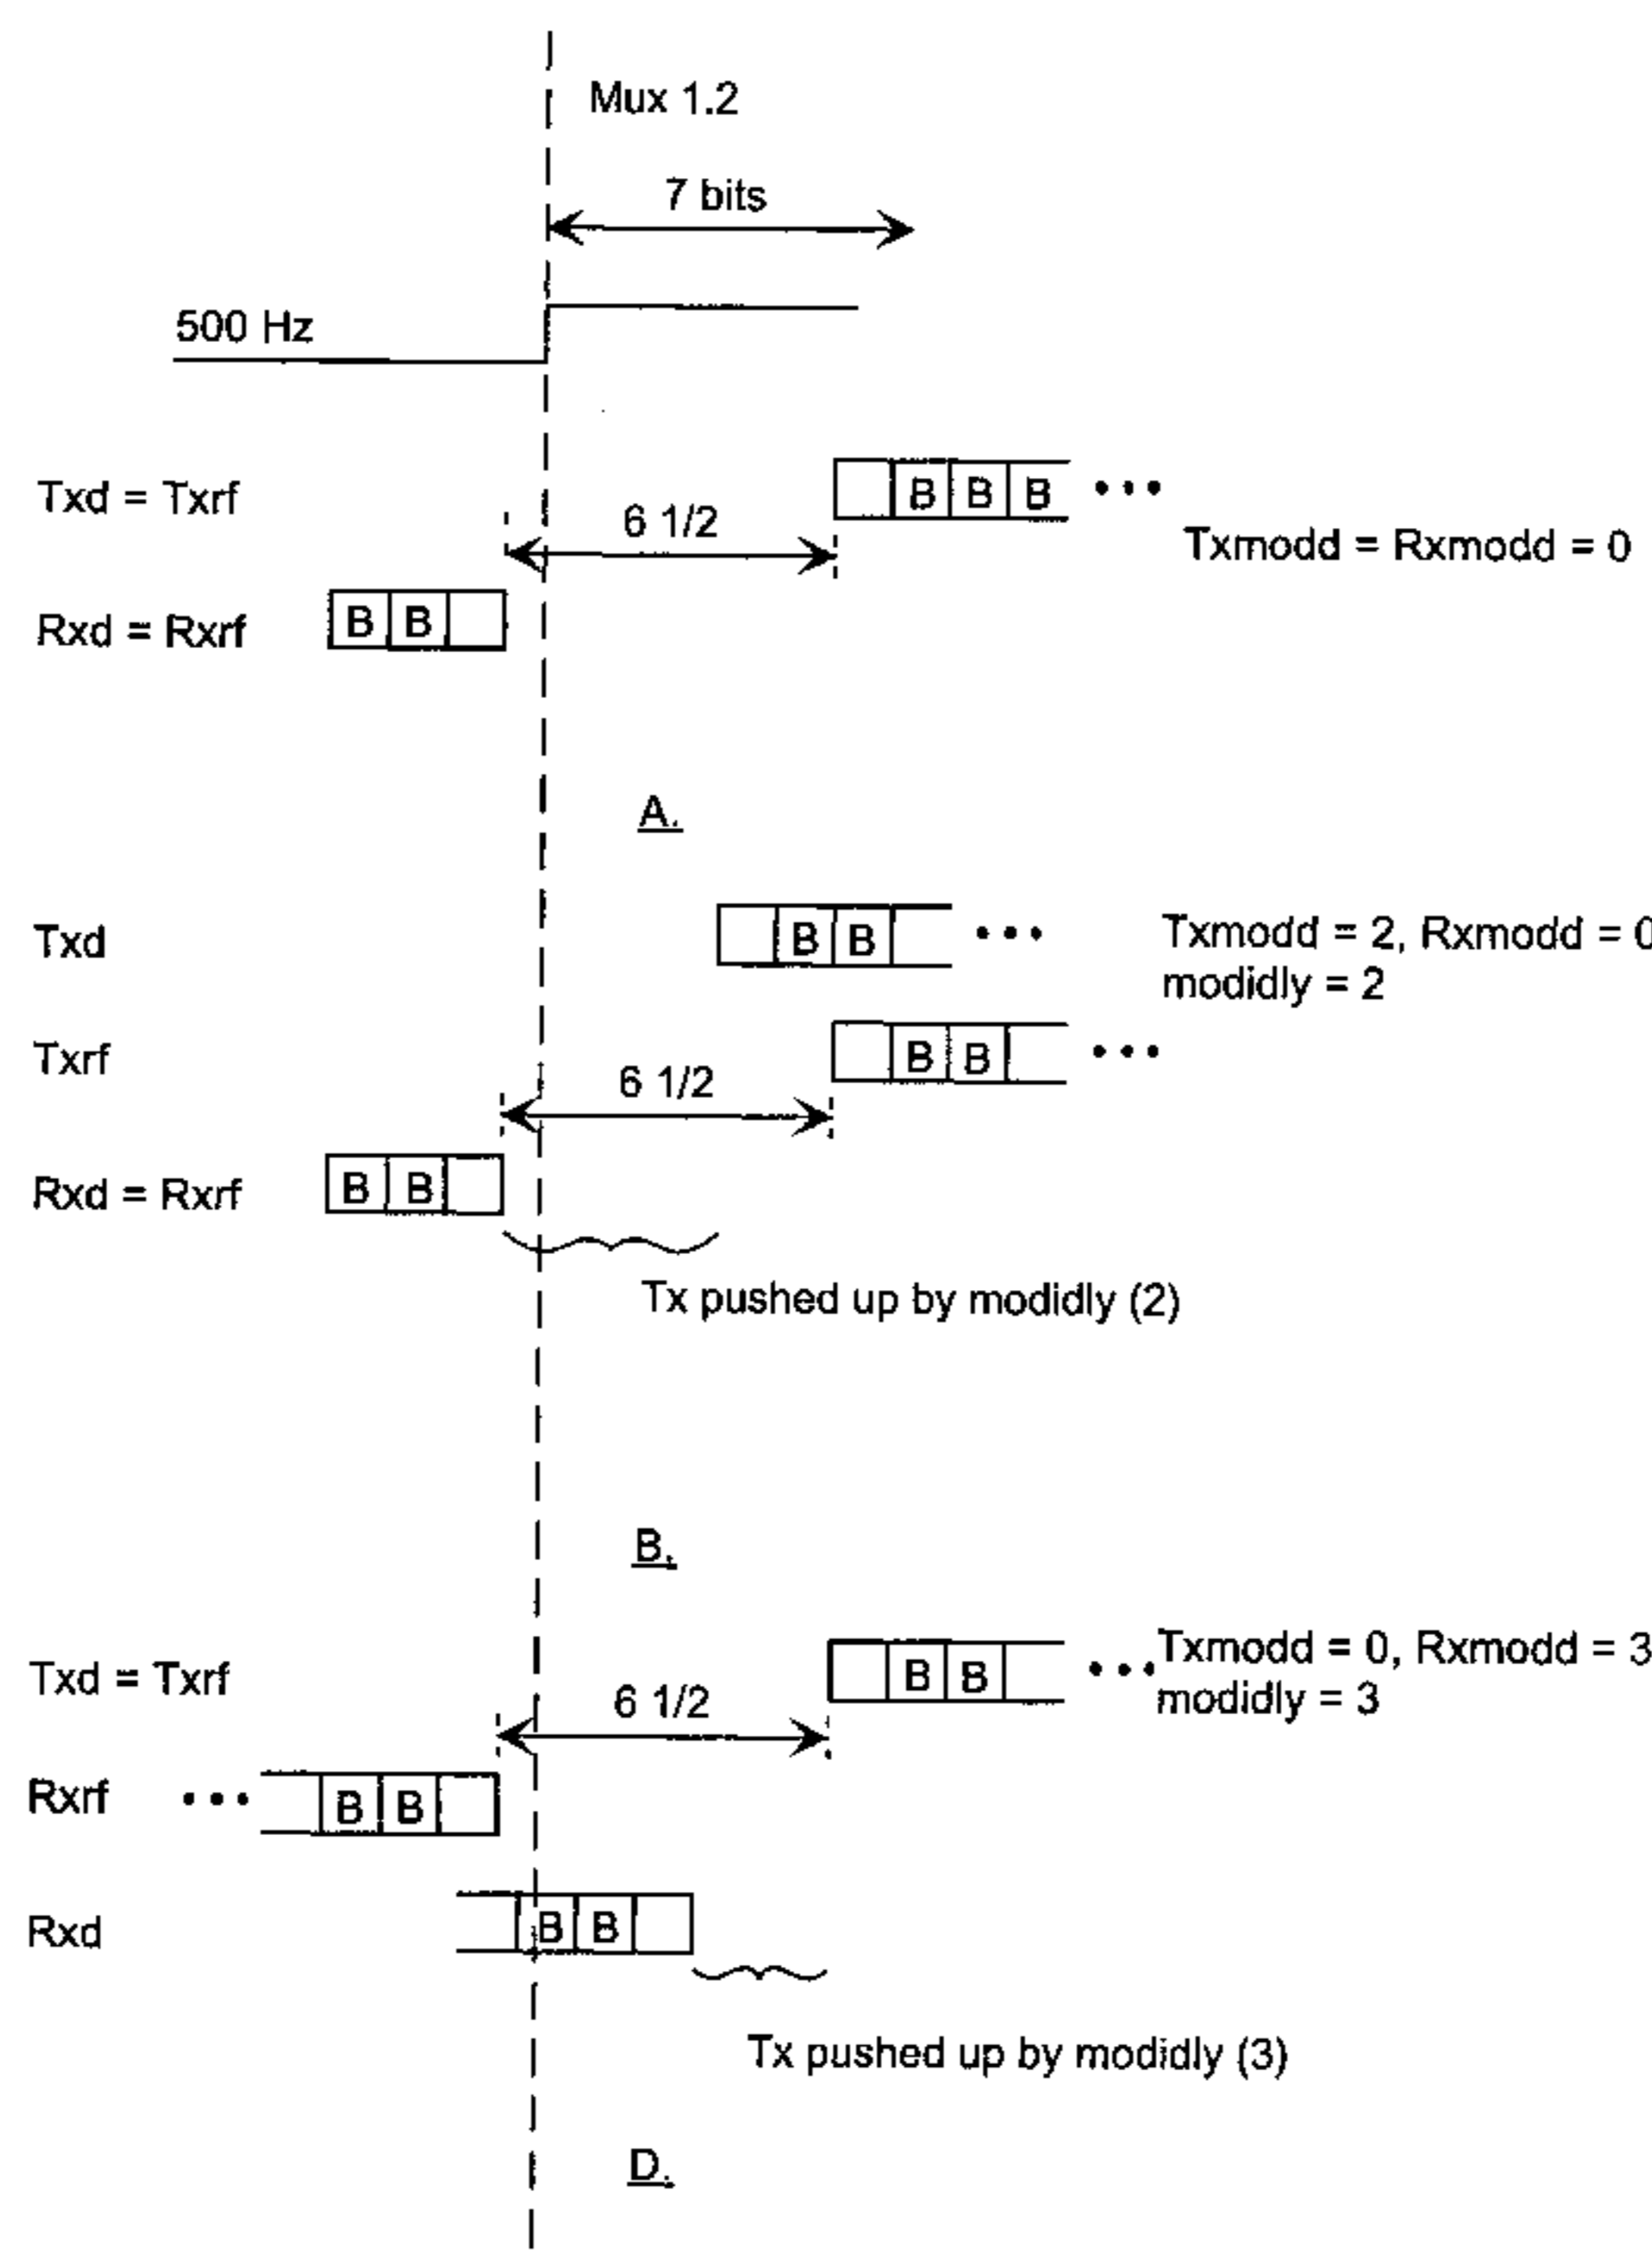 Mux 1.2
7 bits
500 Hz
Txd = Txrf
B B B •••
6 1/2
Txmodd = Rxmodd = 0
Rxd = Rxrf
B B
A.
Txd
B B •••
Txmodd = 2, Rxmodd = 0
modidly = 2
Txrf
B B •••
6 1/2
Rxd = Rxrf
B B
Tx pushed up by modidly (2)
B.
Txd = Txrf
B B •••
Txmodd = 0, Rxmodd = 3
modidly = 3
6 1/2
Rxrf
••• B B
Rxd
B B
Tx pushed up by modidly (3)
D.